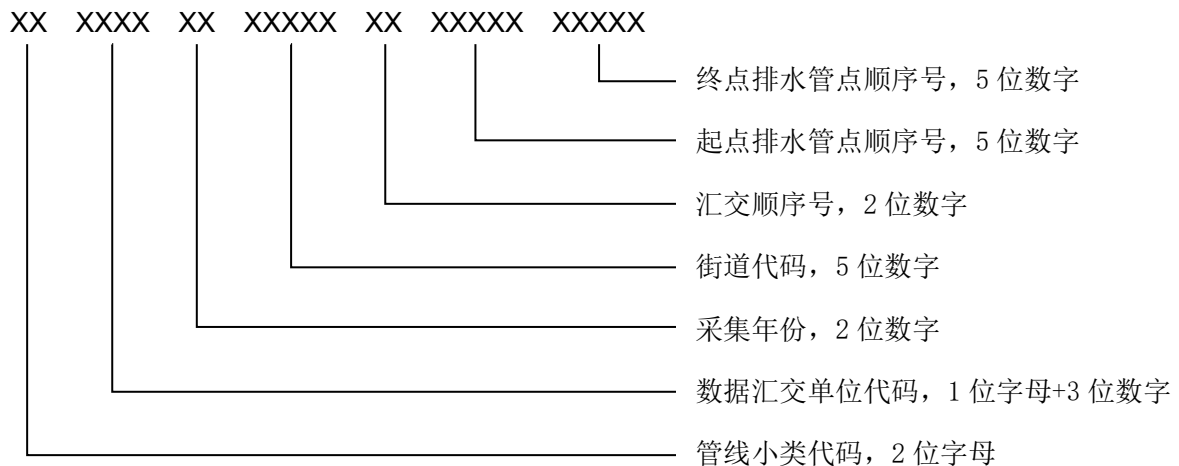 XX XXXX XX XXXXX XX XXXXX XXXXX
终点排水管点顺序号，5 位数字
起点排水管点顺序号，5 位数字
汇交顺序号，2 位数字
街道代码，5 位数字
采集年份，2 位数字
数据汇交单位代码，1 位字母+3 位数字
管线小类代码，2 位字母